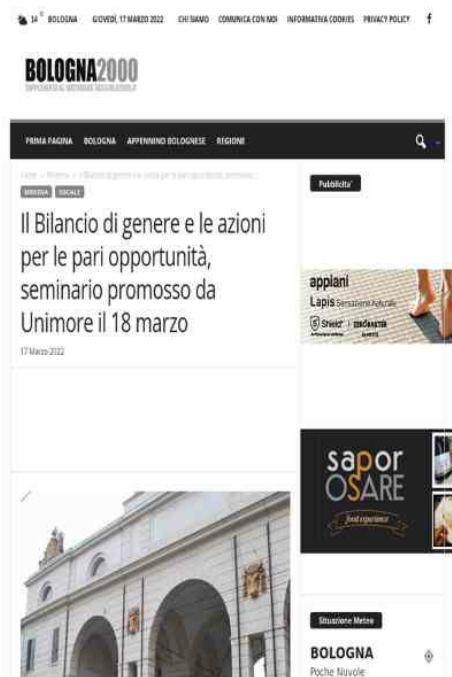 14 ° BOLOGNA GIOVEDÌ, 17 MARZO 2022 CHI SIAMO COMUNICA CON NOI INFORMATIVA COOKIES PRIVACY POLICY f
BOLOGNA2000
PRIMA PAGINA BOLOGNA APPENNINO BOLOGNESE REGIONE
MODENA SOCIALE
Il Bilancio di genere e le azioni
per le pari opportunità,
seminario promosso da
Unimore il 18 marzo
17 Marzo 2022
Pubblicita'
appiani
Lapis Sensazione Naturale
Shield
sapor
OSARE
food experience
Situazione Meteo
BOLOGNA
Poche Nuvole